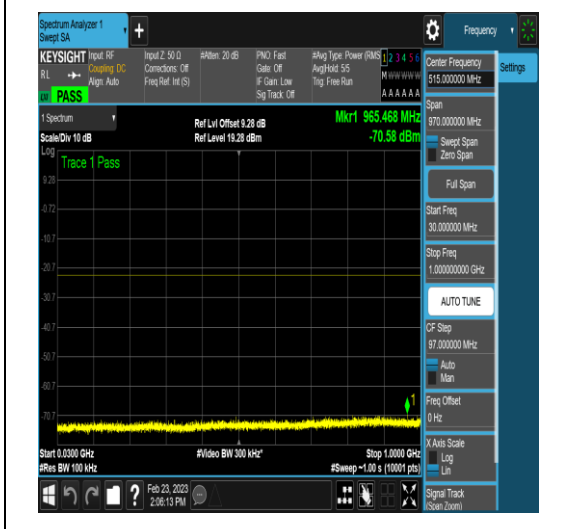 Spectrum Analyzer 1
Swept SA
+
Frequency
KEYSIGHT
RL
Input: RF
Coupling: DC
Align: Auto
Input Z: 50 Ω
Corrections: Off
Freq Ref: Int (S)
#Atten: 20 dB
PNO: Fast
Gate: Off
IF Gain: Low
Sig Track: Off
#Avg Type: Power (RMS
Avg|Hold: 5/5
Trig: Free Run
1 2 3 4 5 6
M W W W W W
A A A A A A
PASS
1 Spectrum
Scale/Div 10 dB
Ref Lvl Offset 9.28 dB
Ref Level 19.28 dBm
Mkr1 965.468 MHz
-70.58 dBm
Log
Trace 1 Pass
9.28
-0.72
-10.7
-20.7
-30.7
-40.7
-50.7
-60.7
-70.7
1
Start 0.0300 GHz
#Res BW 100 kHz
#Video BW 300 kHz*
Stop 1.0000 GHz
#Sweep ~1.00 s (10001 pts)
?
Feb 23, 2023
2:06:13 PM
Center Frequency
515.000000 MHz
Settings
Span
970.000000 MHz
Swept Span
Zero Span
Full Span
Start Freq
30.000000 MHz
Stop Freq
1.000000000 GHz
AUTO TUNE
CF Step
97.000000 MHz
Auto
Man
Freq Offset
0 Hz
X Axis Scale
Log
Lin
Signal Track
(Span Zoom)